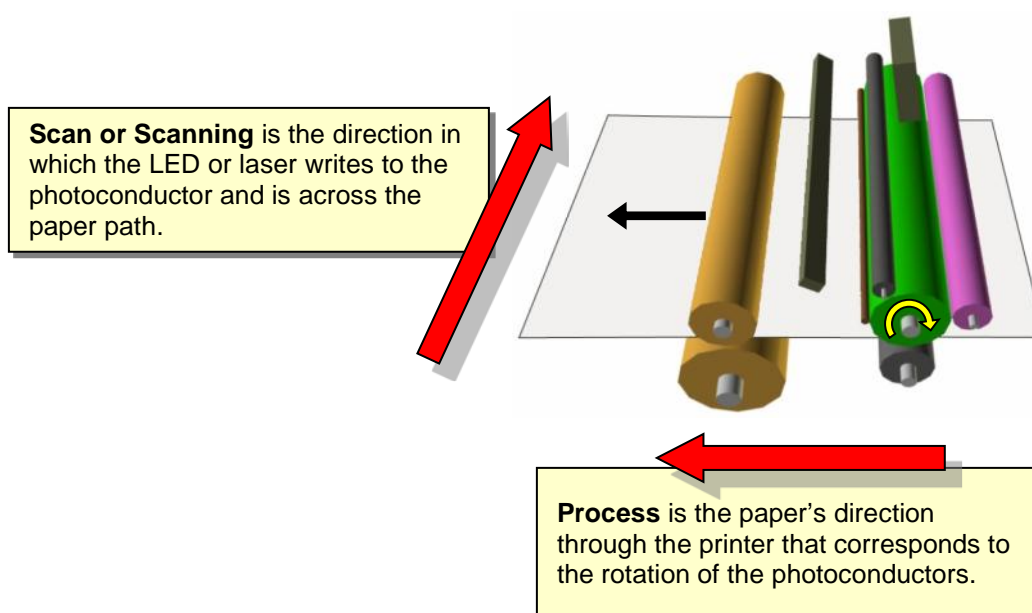 Scan or Scanning is the direction in
which the LED or laser writes to the
photoconductor and is across the
paper path.
Process is the paper's direction
through the printer that corresponds to
the rotation of the photoconductors.